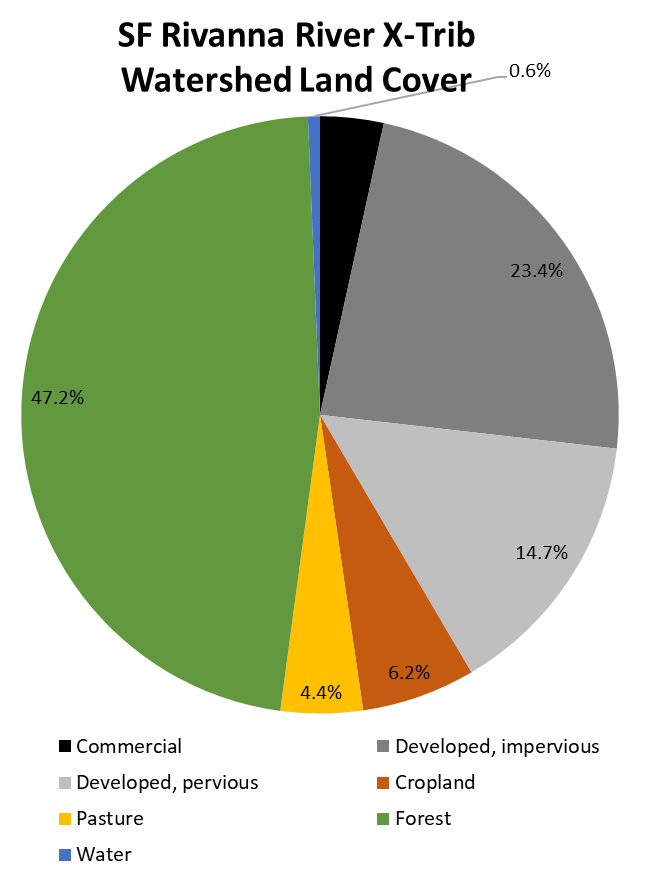 SF Rivanna River X-Trib
Watershed Land Cover
0.6%
23.4%
47.2%
14.7%
6.2%
4.4%
Commercial
Developed, impervious
Developed, pervious
Cropland
Pasture
Forest
Water